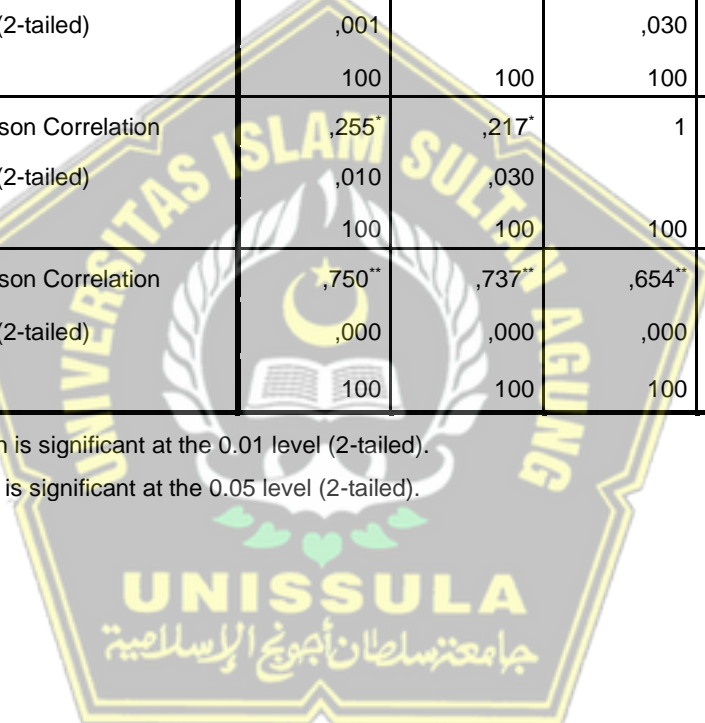 (2-tailed) ,001 ,030
100 100 100
son Correlation ,255* ,217* 1
(2-tailed) ,010 ,030
100 100 100
son Correlation ,750** ,737** ,654**
(2-tailed) ,000 ,000 ,000
100 100 100
n is significant at the 0.01 level (2-tailed).
is significant at the 0.05 level (2-tailed).
UNIVERSITAS ISLAM SULTAN AGUNG
UNISSULA
جامعة سلطان أجونج الإسلامية